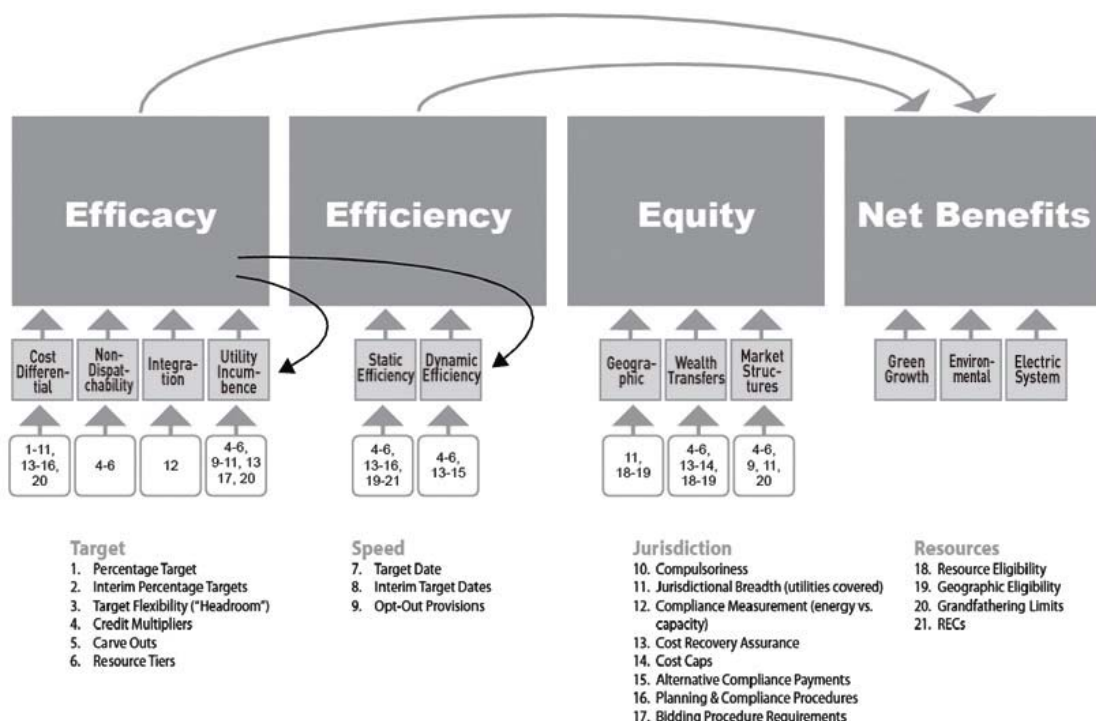 Efficacy
Efficiency
Equity
Net Benefits
Cost
Differen-
tial
Non-
Dispat-
chability
Integra-
tion
Utility
Incum-
bence
Static
Efficiency
Dynamic
Efficiency
Geogra-
phic
Wealth
Transfers
Market
Struct-
ures
Green
Growth
Environ-
mental
Electric
System
1-11,
13-16,
20
4-6
12
4-6,
9-11, 13
17, 20
4-6,
13-16,
19-21
4-6,
13-15
11,
18-19
4-6,
13-14,
18-19
4-6,
9, 11,
20
Target
1. Percentage Target
2. Interim Percentage Targets
3. Target Flexibility ("Headroom")
4. Credit Multipliers
5. Carve Outs
6. Resource Tiers
Speed
7. Target Date
8. Interim Target Dates
9. Opt-Out Provisions
Jurisdiction
10. Compulsoriness
11. Jurisdictional Breadth (utilities covered)
12. Compliance Measurement (energy vs.
capacity)
13. Cost Recovery Assurance
14. Cost Caps
15. Alternative Compliance Payments
16. Planning & Compliance Procedures
17. Bidding Procedure Requirements
Resources
18. Resource Eligibility
19. Geographic Eligibility
20. Grandfathering Limits
21. RECs